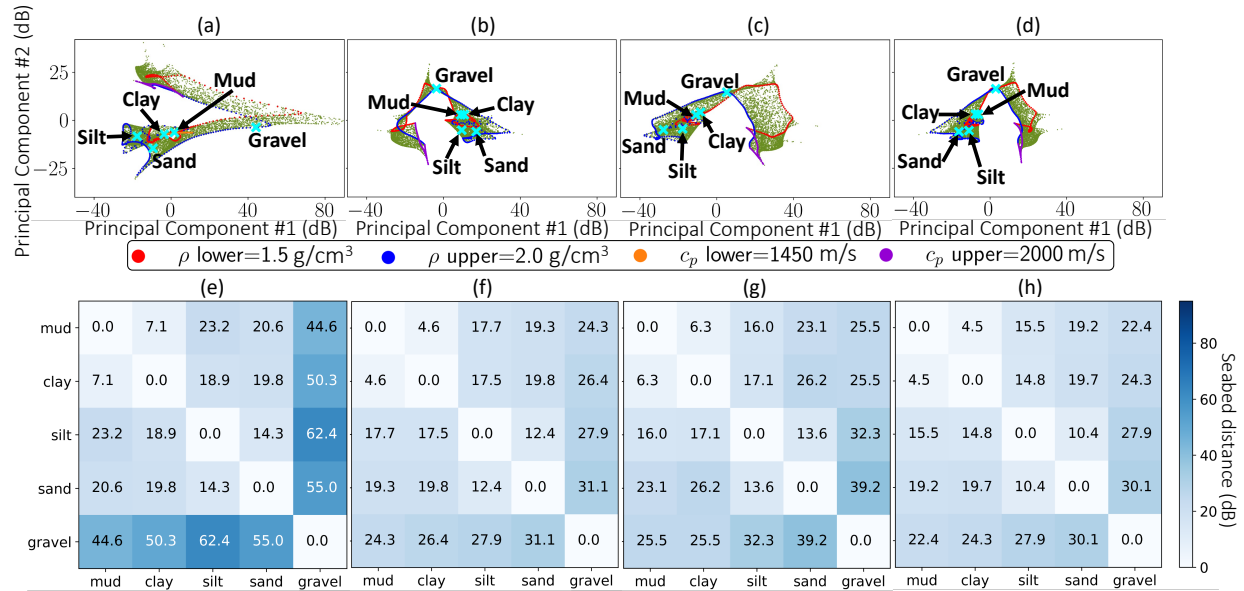 (a) (b) (c) (d)
Principal Component #2 (dB)
25
0
−25
Clay Mud Silt Sand Gravel
Gravel Mud Clay Silt Sand
Gravel Mud Sand Clay Silt
Gravel Mud Clay Sand Silt
−40 0 40 80 −40 0 40 80 −40 0 40 80 −40 0 40 80
Principal Component #1 (dB) Principal Component #1 (dB) Principal Component #1 (dB) Principal Component #1 (dB)
ρ lower=1.5 g/cm³ ρ upper=2.0 g/cm³ c_p lower=1450 m/s c_p upper=2000 m/s
(e) (f) (g) (h)
mud 0.0 7.1 23.2 20.6 44.6 0.0 4.6 17.7 19.3 24.3 0.0 6.3 16.0 23.1 25.5 0.0 4.5 15.5 19.2 22.4
clay 7.1 0.0 18.9 19.8 50.3 4.6 0.0 17.5 19.8 26.4 6.3 0.0 17.1 26.2 25.5 4.5 0.0 14.8 19.7 24.3
silt 23.2 18.9 0.0 14.3 62.4 17.7 17.5 0.0 12.4 27.9 16.0 17.1 0.0 13.6 32.3 15.5 14.8 0.0 10.4 27.9
sand 20.6 19.8 14.3 0.0 55.0 19.3 19.8 12.4 0.0 31.1 23.1 26.2 13.6 0.0 39.2 19.2 19.7 10.4 0.0 30.1
gravel 44.6 50.3 62.4 55.0 0.0 24.3 26.4 27.9 31.1 0.0 25.5 25.5 32.3 39.2 0.0 22.4 24.3 27.9 30.1 0.0
mud clay silt sand gravel mud clay silt sand gravel mud clay silt sand gravel mud clay silt sand gravel
80
60
40
20
0
Seabed distance (dB)